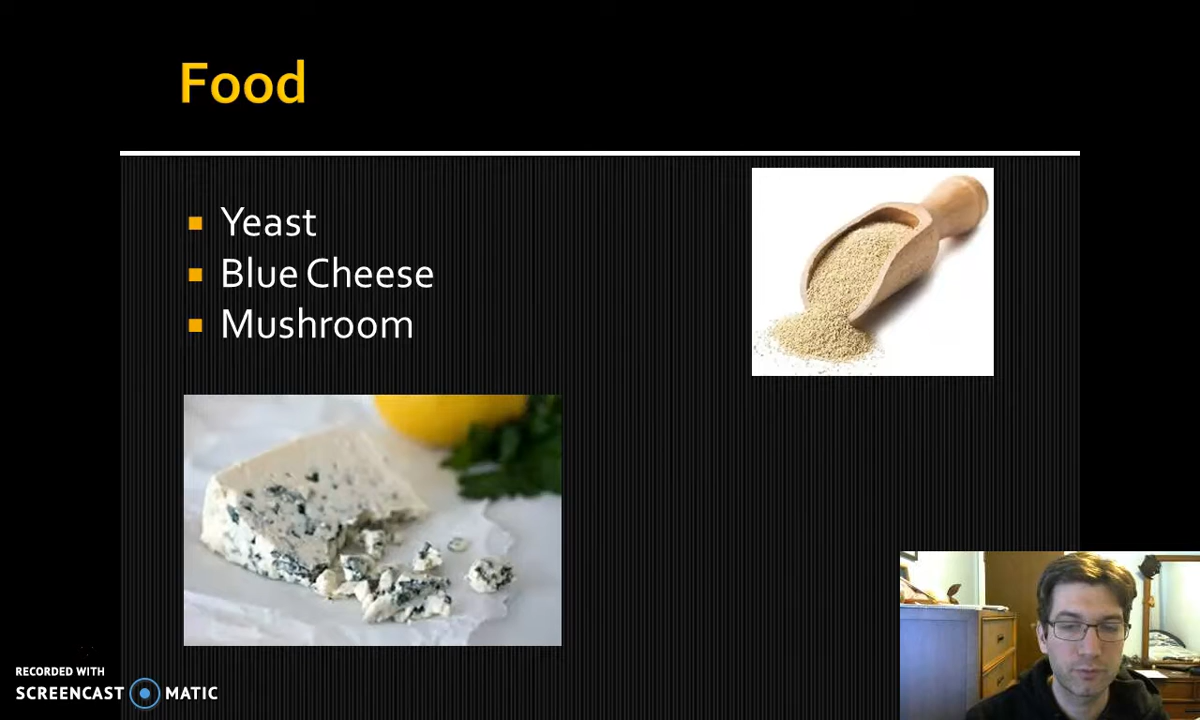 Food
Yeast
Blue Cheese
Mushroom
RECORDED WITH
SCREENCAST MATIC